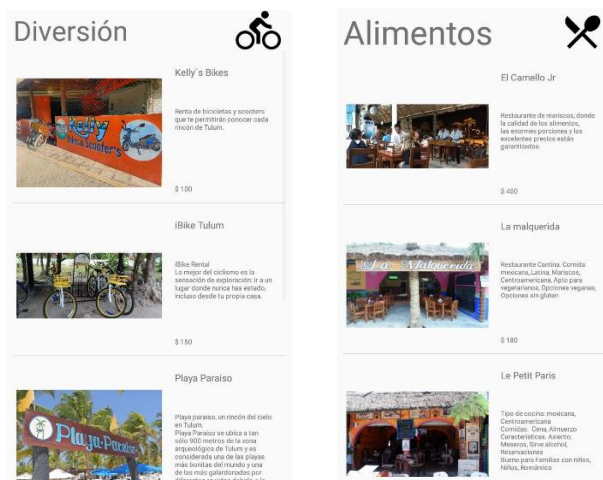 Diversión
Kelly´s Bikes
Renta de bicicletas y scooters
que te permitirán conocer cada
rincón de Tulum.
Kelly
Bike's & Scooter's
$ 100
iBike Tulum
iBike Rental
Lo mejor del ciclismo es la
sensación de exploración: ir a un
lugar donde nunca has estado,
incluso desde tu propia casa.
$ 150
Playa Paraiso
Playa paraiso, un rincón del cielo
en Tulum.
Playa Paraiso se ubica a tan
sólo 900 metros de la zona
arqueológica de Tulum y es
considerada una de las playas
más bonitas del mundo y una
de las más galardonadas por
Playa Paraiso
Alimentos
El Camello Jr
Restaurante de mariscos, donde
la calidad de los alimentos,
las enormes porciones y los
excelentes precios están
garantizados.
$ 400
La malquerida
La Malquerida
Restaurante Cantina: Comida
mexicana, Latina, Mariscos,
Centroamericana, Apto para
vegetarianos, Opciones veganas,
Opciones sin gluten
$ 180
Le Petit Paris
Tipo de cocina: mexicana,
Centroamericana
Comidas: Cena, Almuerzo
Características: Asiento,
Meseros, Sirve alcohol,
Reservaciones
Bueno para Familias con niños,
Niños, Romántico